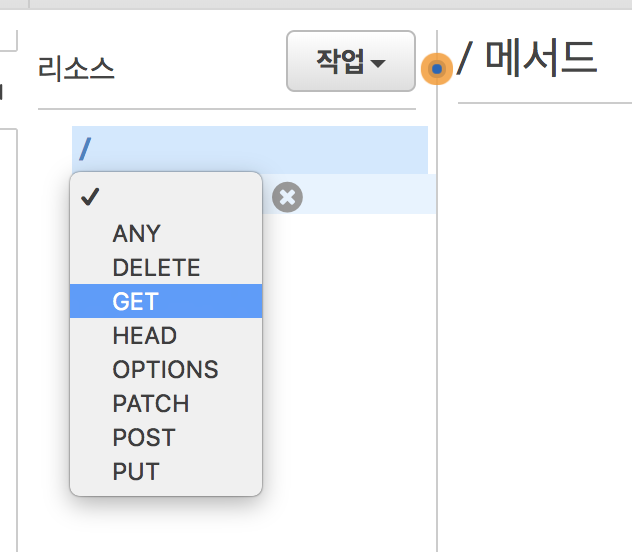 리소스
작업
/ 메서드
/
ANY
DELETE
GET
HEAD
OPTIONS
PATCH
POST
PUT